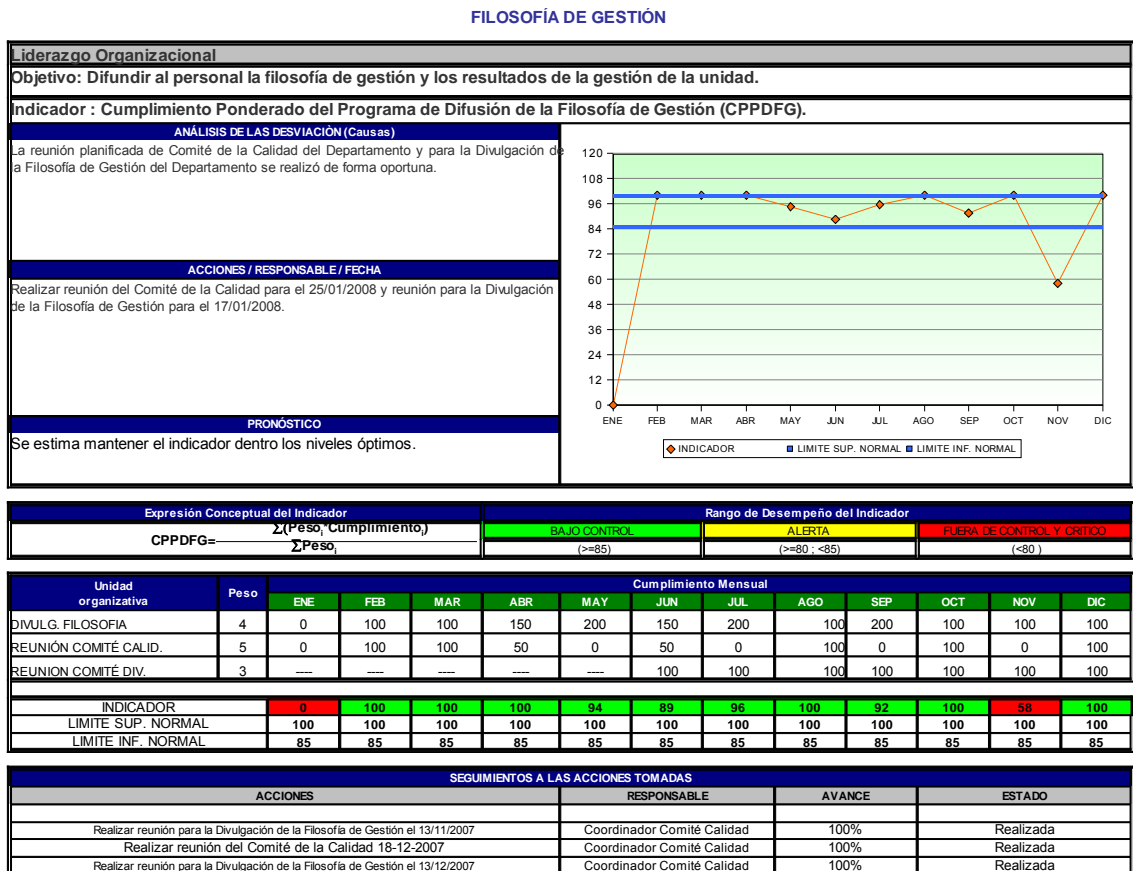 FILOSOFÍA DE GESTIÓN
Liderazgo Organizacional
Objetivo: Difundir al personal la filosofía de gestión y los resultados de la gestión de la unidad.
Indicador : Cumplimiento Ponderado del Programa de Difusión de la Filosofía de Gestión (CPPDFG).
ANÁLISIS DE LAS DESVIACIÒN (Causas)
La reunión planificada de Comité de la Calidad del Departamento y para la Divulgación de
la Filosofía de Gestión del Departamento se realizó de forma oportuna.
ACCIONES / RESPONSABLE / FECHA
Realizar reunión del Comité de la Calidad para el 25/01/2008 y reunión para la Divulgación
de la Filosofía de Gestión para el 17/01/2008.
PRONÓSTICO
Se estima mantener el indicador dentro los niveles óptimos.
120
108
96
84
72
60
48
36
24
12
0
ENE FEB MAR ABR MAY JUN JUL AGO SEP OCT NOV DIC
INDICADOR LIMITE SUP. NORMAL LIMITE INF. NORMAL
Expresión Conceptual del Indicador Rango de Desempeño del Indicador
CPPDFG= Σ(Pesoi*Cumplimientoi)
ΣPesoi
BAJO CONTROL ALERTA FUERA DE CONTROL Y CRITICO
(>=85) (>=80 ; <85) (<80 )
Unidad organizativa Peso Cumplimiento Mensual
ENE FEB MAR ABR MAY JUN JUL AGO SEP OCT NOV DIC
DIVULG. FILOSOFIA 4 0 100 100 150 200 150 200 100 200 100 100 100
REUNIÓN COMITÉ CALID. 5 0 100 100 50 0 50 0 100 0 100 0 100
REUNION COMITÉ DIV. 3 ---- ---- ---- ---- ---- 100 100 100 100 100 100 100
INDICADOR 0 100 100 100 94 89 96 100 92 100 58 100
LIMITE SUP. NORMAL 100 100 100 100 100 100 100 100 100 100 100 100
LIMITE INF. NORMAL 85 85 85 85 85 85 85 85 85 85 85 85
SEGUIMIENTOS A LAS ACCIONES TOMADAS
ACCIONES RESPONSABLE AVANCE ESTADO
Realizar reunión para la Divulgación de la Filosofía de Gestión el 13/11/2007 Coordinador Comité Calidad 100% Realizada
Realizar reunión del Comité de la Calidad 18-12-2007 Coordinador Comité Calidad 100% Realizada
Realizar reunión para la Divulgación de la Filosofía de Gestión el 13/12/2007 Coordinador Comité Calidad 100% Realizada